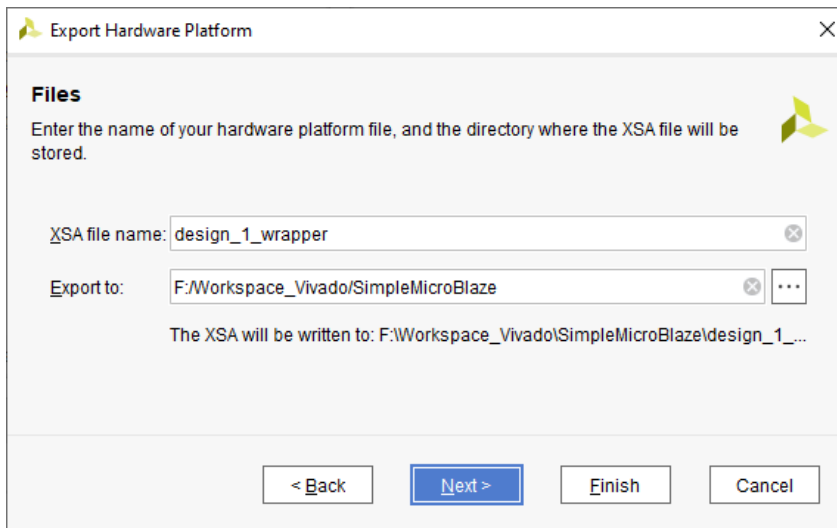 Export Hardware Platform
Files
Enter the name of your hardware platform file, and the directory where the XSA file will be
stored.
XSA file name: design_1_wrapper
Export to: F:/Workspace_Vivado/SimpleMicroBlaze ...
The XSA will be written to: F:\Workspace_Vivado\SimpleMicroBlaze\design_1_...
< Back Next > Finish Cancel